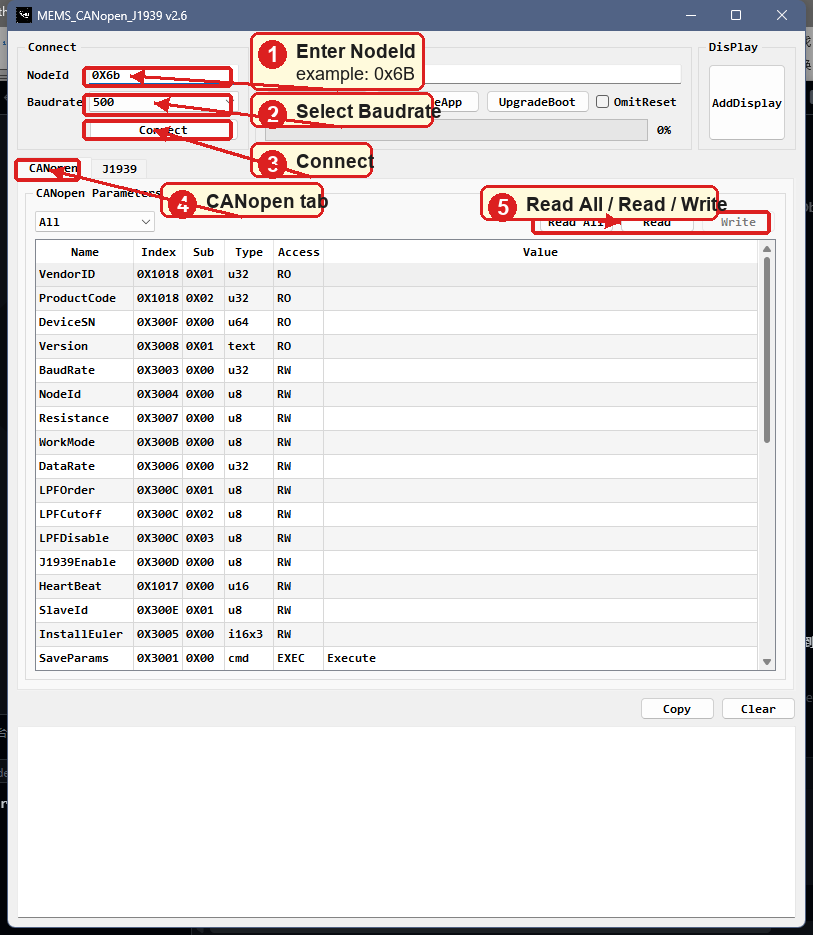 MEMS_CANopen_J1939 v2.6
Connect
NodeId 0X6b
Baudrate 500
Connect
1 Enter NodeId
example: 0x6B
2 Select Baudrate
3 Connect
4 CANopen tab
5 Read All / Read / Write
eApp UpgradeBoot OmitReset
0%
DisPlay
AddDisplay
CANopen J1939
CANopen Parameters
All
Read All Read Write
Name Index Sub Type Access Value
VendorID 0X1018 0X01 u32 RO
ProductCode 0X1018 0X02 u32 RO
DeviceSN 0X300F 0X00 u64 RO
Version 0X3008 0X01 text RO
BaudRate 0X3003 0X00 u32 RW
NodeId 0X3004 0X00 u8 RW
Resistance 0X3007 0X00 u8 RW
WorkMode 0X300B 0X00 u8 RW
DataRate 0X3006 0X00 u32 RW
LPFOrder 0X300C 0X01 u8 RW
LPFCutoff 0X300C 0X02 u8 RW
LPFDisable 0X300C 0X03 u8 RW
J1939Enable 0X300D 0X00 u8 RW
HeartBeat 0X1017 0X00 u16 RW
SlaveId 0X300E 0X01 u8 RW
InstallEuler 0X3005 0X00 i16x3 RW
SaveParams 0X3001 0X00 cmd EXEC Execute
Copy Clear